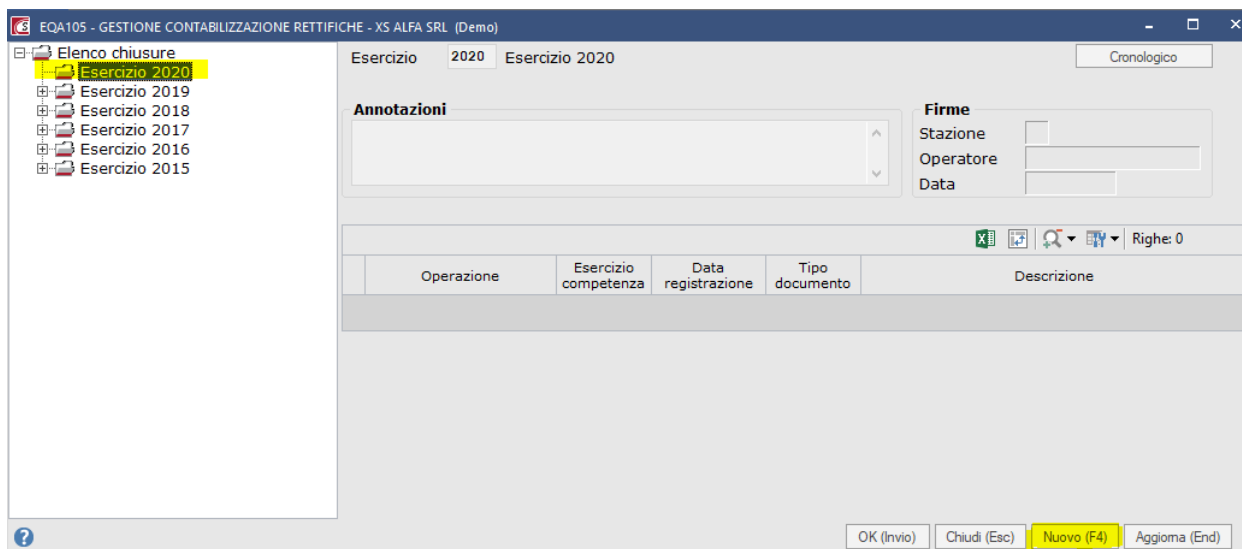 EQA105 - GESTIONE CONTABILIZZAZIONE RETTIFICHE - XS ALFA SRL (Demo)
Elenco chiusure
Esercizio 2020
Esercizio 2019
Esercizio 2018
Esercizio 2017
Esercizio 2016
Esercizio 2015
Esercizio 2020 Esercizio 2020
Cronologico
Annotazioni
Firme
Stazione
Operatore
Data
Righe: 0
Operazione
Esercizio competenza
Data registrazione
Tipo documento
Descrizione
OK (Invio) Chiudi (Esc) Nuovo (F4) Aggiorna (End)